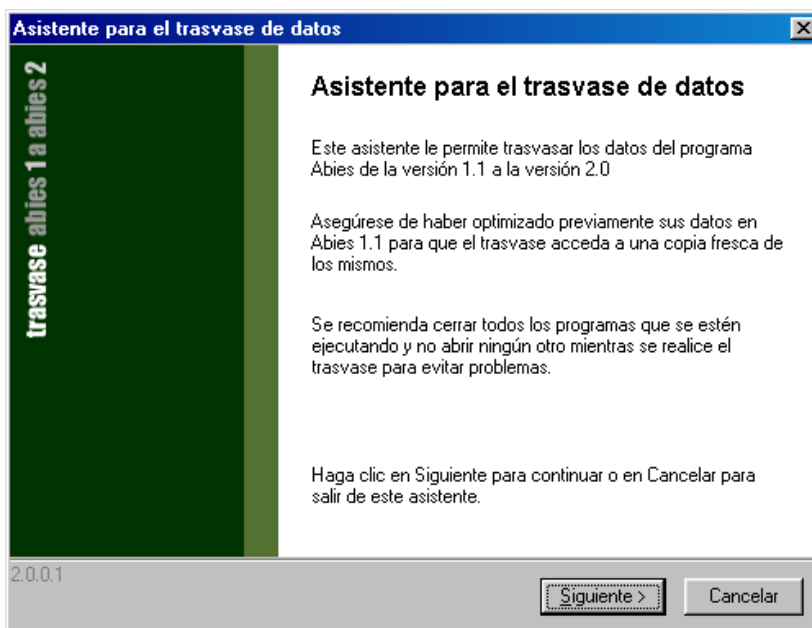 Asistente para el trasvase de datos
trasvase abies 1 a abies 2
Asistente para el trasvase de datos
Este asistente le permite trasvasar los datos del programa
Abies de la versión 1.1 a la versión 2.0
Asegúrese de haber optimizado previamente sus datos en
Abies 1.1 para que el trasvase acceda a una copia fresca de
los mismos.
Se recomienda cerrar todos los programas que se estén
ejecutando y no abrir ningún otro mientras se realice el
trasvase para evitar problemas.
Haga clic en Siguiente para continuar o en Cancelar para
salir de este asistente.
2.0.0.1
Siguiente >
Cancelar